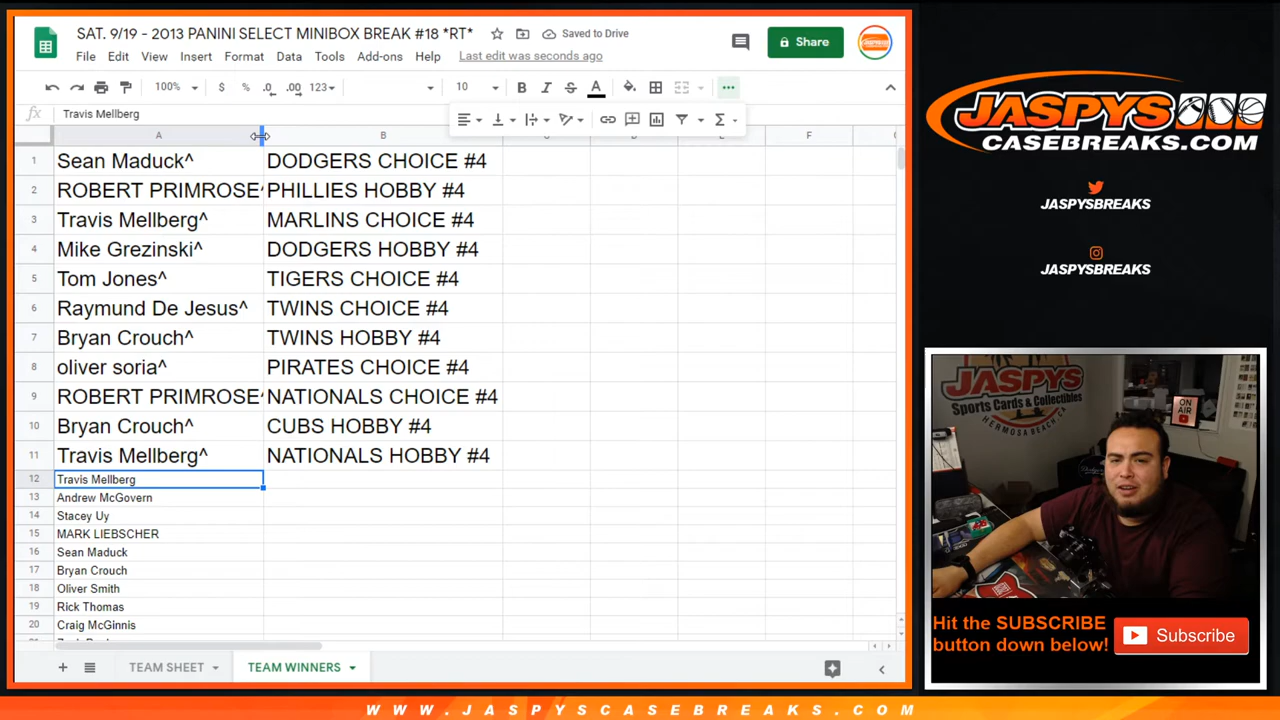 SAT. 9/19 - 2013 PANINI SELECT MINIBOX BREAK #18 *RT*
Saved to Drive
File Edit View Insert Format Data Tools Add-ons Help Last edit was seconds ago
Share
100% $ % .0 .00 123 10 B I S A
fx Travis Mellberg
A B C D E F
1 Sean Maduck^ DODGERS CHOICE #4
2 ROBERT PRIMROSE^ PHILLIES HOBBY #4
3 Travis Mellberg^ MARLINS CHOICE #4
4 Mike Grezinski^ DODGERS HOBBY #4
5 Tom Jones^ TIGERS CHOICE #4
6 Raymund De Jesus^ TWINS CHOICE #4
7 Bryan Crouch^ TWINS HOBBY #4
8 oliver soria^ PIRATES CHOICE #4
9 ROBERT PRIMROSE^ NATIONALS CHOICE #4
10 Bryan Crouch^ CUBS HOBBY #4
11 Travis Mellberg^ NATIONALS HOBBY #4
12 Travis Mellberg
13 Andrew McGovern
14 Stacey Uy
15 MARK LIEBSCHER
16 Sean Maduck
17 Bryan Crouch
18 Oliver Smith
19 Rick Thomas
20 Craig McGinnis
TEAM SHEET TEAM WINNERS
JASPYS
CASEBREAKS.COM
JASPYSBREAKS
JASPYSBREAKS
JASPYS
Sports Cards & Collectibles
HERMOSA BEACH, CA
ON AIR
Hit the SUBSCRIBE
button down below!
Subscribe
WWW.JASPYSCASEBREAKS.COM